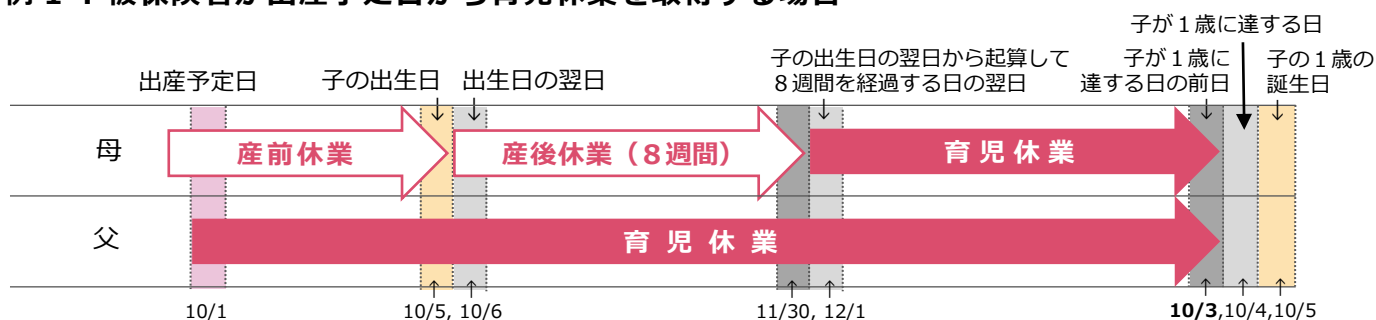 子が１歳に達する日
出産予定日
子の出生日
出生日の翌日
子の出生日の翌日から起算して
８週間を経過する日の翌日
子が１歳に
達する日の前日
子の１歳の
誕生日
母
産前休業
産後休業（８週間）
育児休業
父
育児休業
10/1
10/5, 10/6
11/30, 12/1
10/3,10/4,10/5